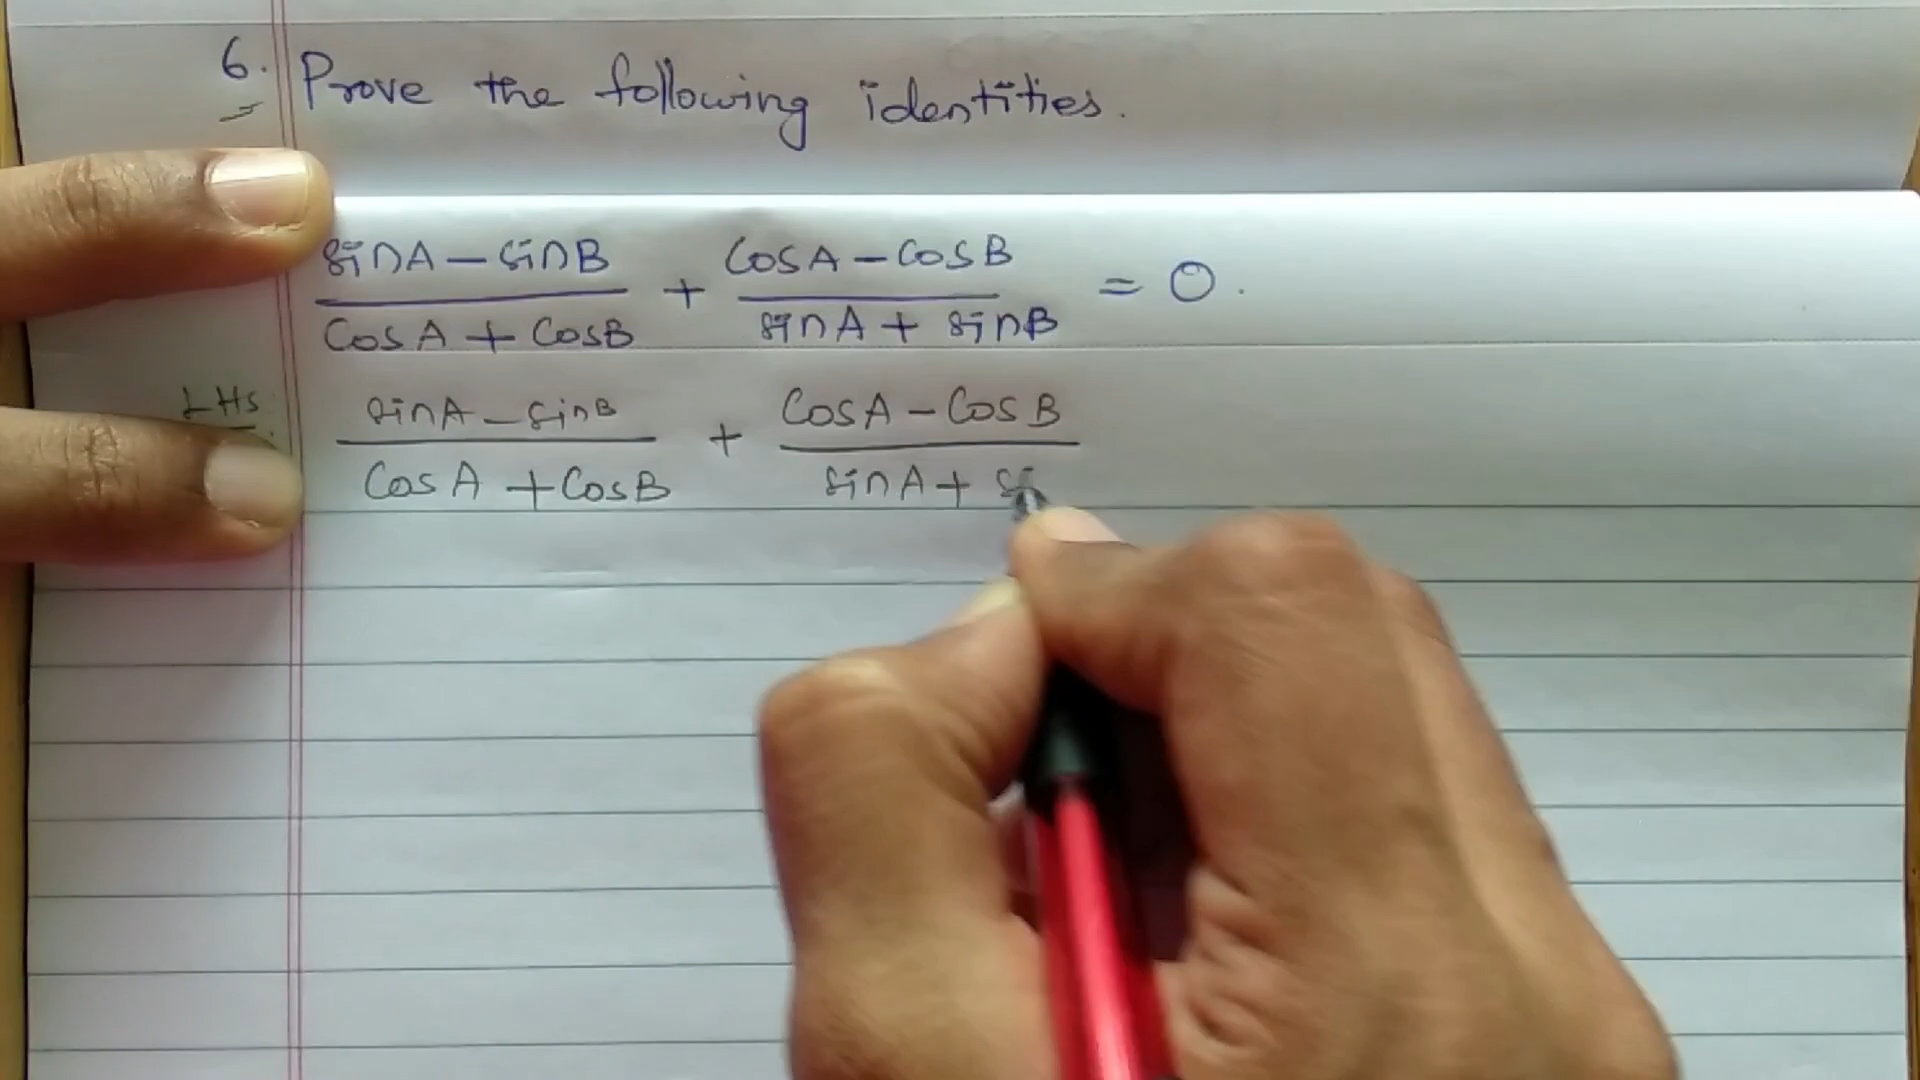 6. Prove the following identities.
sinA - sinB / cosA + cosB + cosA - cosB / sinA + sinB = 0.
LHS sinA - sinB / cosA + cosB + cosA - cosB / sinA + si